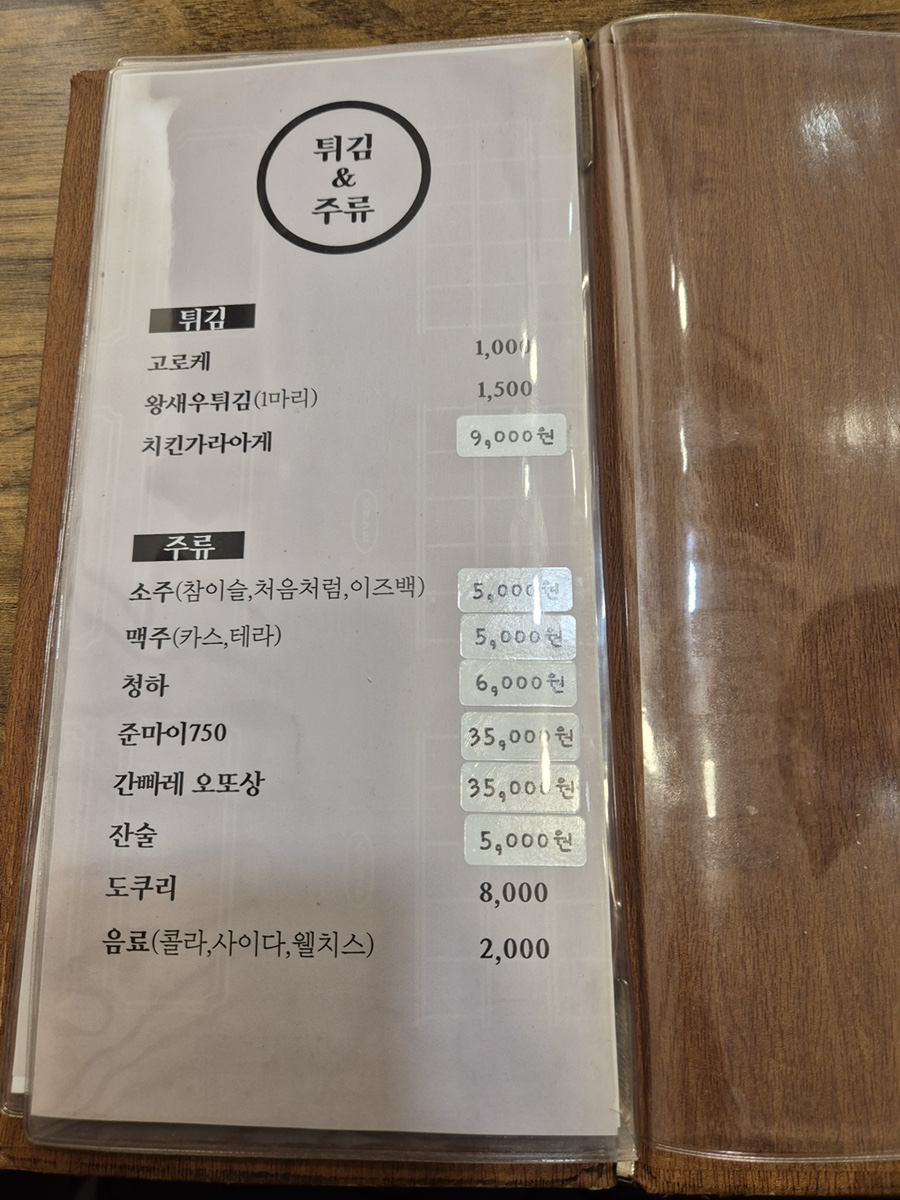 튀김
&
주류
튀김
고로케 1,000
왕새우튀김(1마리) 1,500
치킨가라아게 9,000원
주류
소주(참이슬,처음처럼,이즈백) 5,000원
맥주(카스,테라) 5,000원
청하 6,000원
준마이750 35,000원
간빠레 오또상 35,000원
잔술 5,000원
도쿠리 8,000
음료(콜라,사이다,웰치스) 2,000